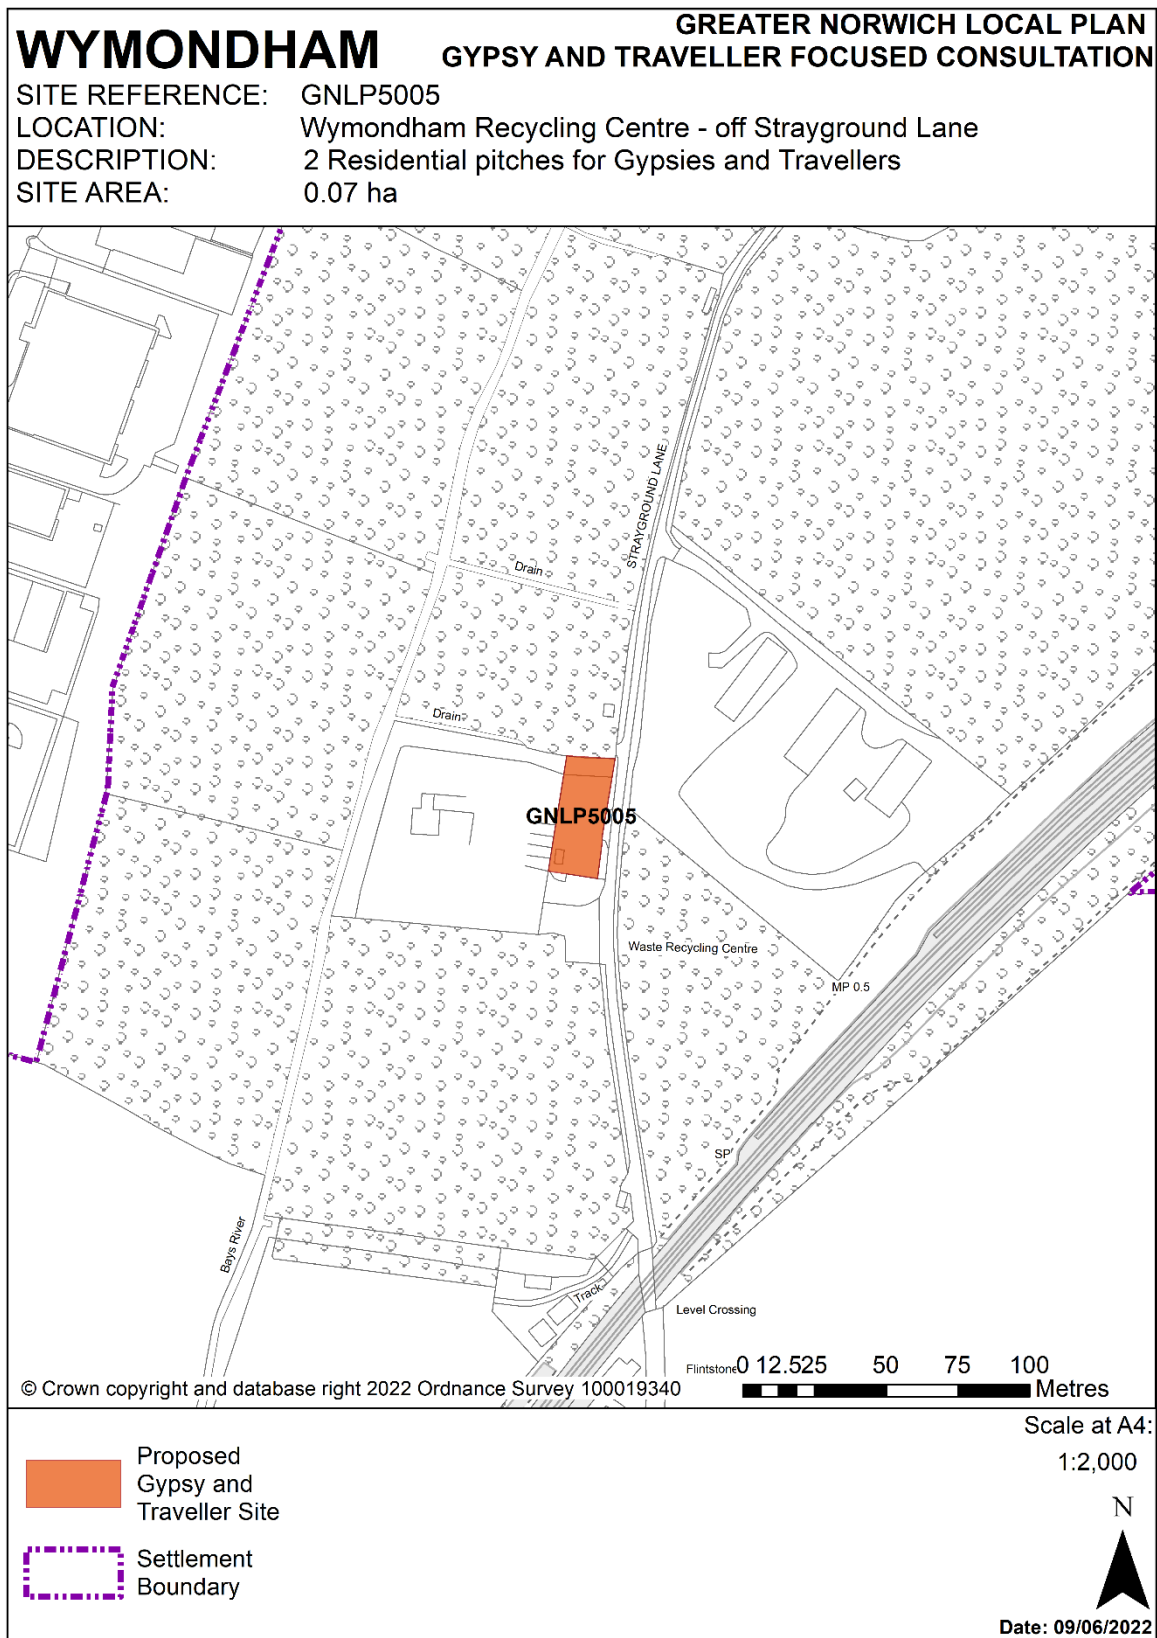 WYMONDHAM
GREATER NORWICH LOCAL PLAN
GYPSY AND TRAVELLER FOCUSED CONSULTATION
SITE REFERENCE: GNLP5005
LOCATION: Wymondham Recycling Centre - off Strayground Lane
DESCRIPTION: 2 Residential pitches for Gypsies and Travellers
SITE AREA: 0.07 ha
STRAYGROUND LANE
Drain
Drain
GNLP5005
Waste Recycling Centre
MP 0.5
SP
Bays River
Track
Level Crossing
Flintstone
0 12.525 50 75 100
Metres
© Crown copyright and database right 2022 Ordnance Survey 100019340
Proposed
Gypsy and
Traveller Site
Settlement
Boundary
Scale at A4:
1:2,000
N
Date: 09/06/2022